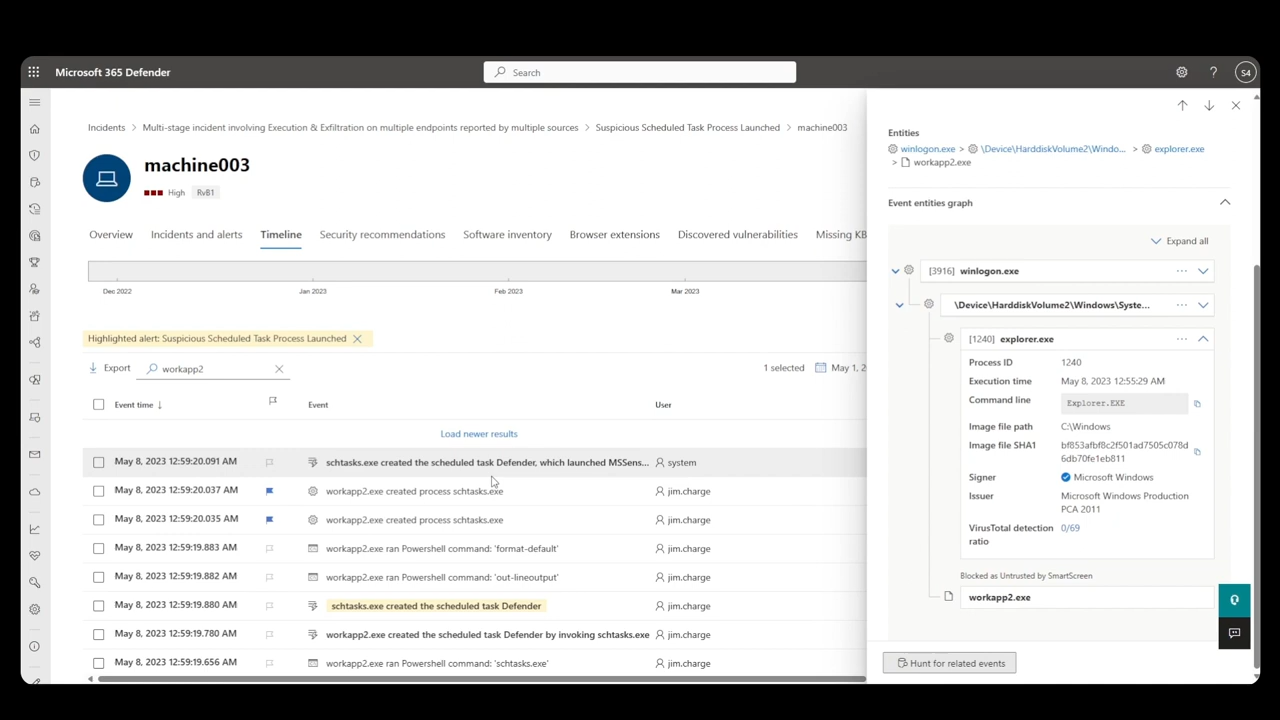 Microsoft 365 Defender
Search
S4
Incidents > Multi-stage incident involving Execution & Exfiltration on multiple endpoints reported by multiple sources > Suspicious Scheduled Task Process Launched > machine003
machine003
High RvB1
Overview Incidents and alerts Timeline Security recommendations Software inventory Browser extensions Discovered vulnerabilities Missing KB
Dec 2022 Jan 2023 Feb 2023 Mar 2023
Highlighted alert: Suspicious Scheduled Task Process Launched
Export workapp2 1 selected May 1, 2
Event time ↓ Event User
Load newer results
May 8, 2023 12:59:20.091 AM schtasks.exe created the scheduled task Defender, which launched MSSens... system
May 8, 2023 12:59:20.037 AM workapp2.exe created process schtasks.exe jim.charge
May 8, 2023 12:59:20.035 AM workapp2.exe created process schtasks.exe jim.charge
May 8, 2023 12:59:19.883 AM workapp2.exe ran Powershell command: 'format-default' jim.charge
May 8, 2023 12:59:19.882 AM workapp2.exe ran Powershell command: 'out-lineoutput' jim.charge
May 8, 2023 12:59:19.880 AM schtasks.exe created the scheduled task Defender jim.charge
May 8, 2023 12:59:19.780 AM workapp2.exe created the scheduled task Defender by invoking schtasks.exe jim.charge
May 8, 2023 12:59:19.656 AM workapp2.exe ran Powershell command: 'schtasks.exe' jim.charge
Entities
winlogon.exe > \Device\HarddiskVolume2\Windo... > explorer.exe
> workapp2.exe
Event entities graph
Expand all
[3916] winlogon.exe
\Device\HarddiskVolume2\Windows\Syste...
[1240] explorer.exe
Process ID 1240
Execution time May 8, 2023 12:55:29 AM
Command line Explorer.EXE
Image file path C:\Windows
Image file SHA1 bf853afbf8c2f501ad7505c078d
6db70fe1eb811
Signer Microsoft Windows
Issuer Microsoft Windows Production
PCA 2011
VirusTotal detection 0/69
ratio
Blocked as Untrusted by SmartScreen
workapp2.exe
Hunt for related events